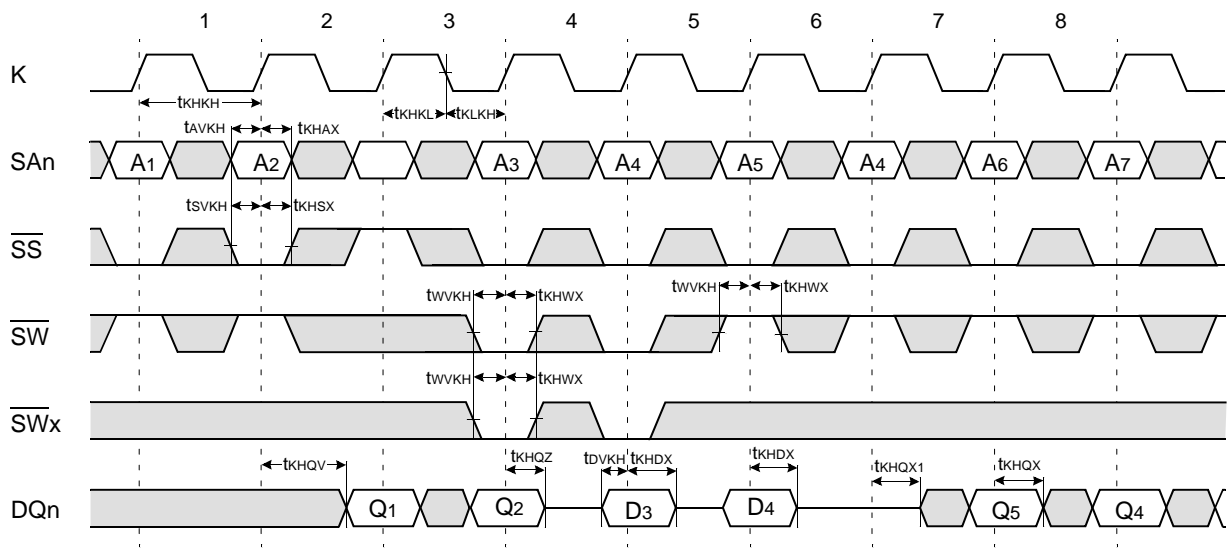 1 2 3 4 5 6 7 8
K
tKHKH tKHKL tKLKH
tAVKH tKHAX
SAn A1 A2 A3 A4 A5 A4 A6 A7
tSVKH tKHSX
SS
tWVKH tKHWX tWVKH tKHWX
SW
tWVKH tKHWX
SWx
tKHQV tKHQZ tDVKH tKHDX tKHDX tKHQX1 tKHQX
DQn Q1 Q2 D3 D4 Q5 Q4